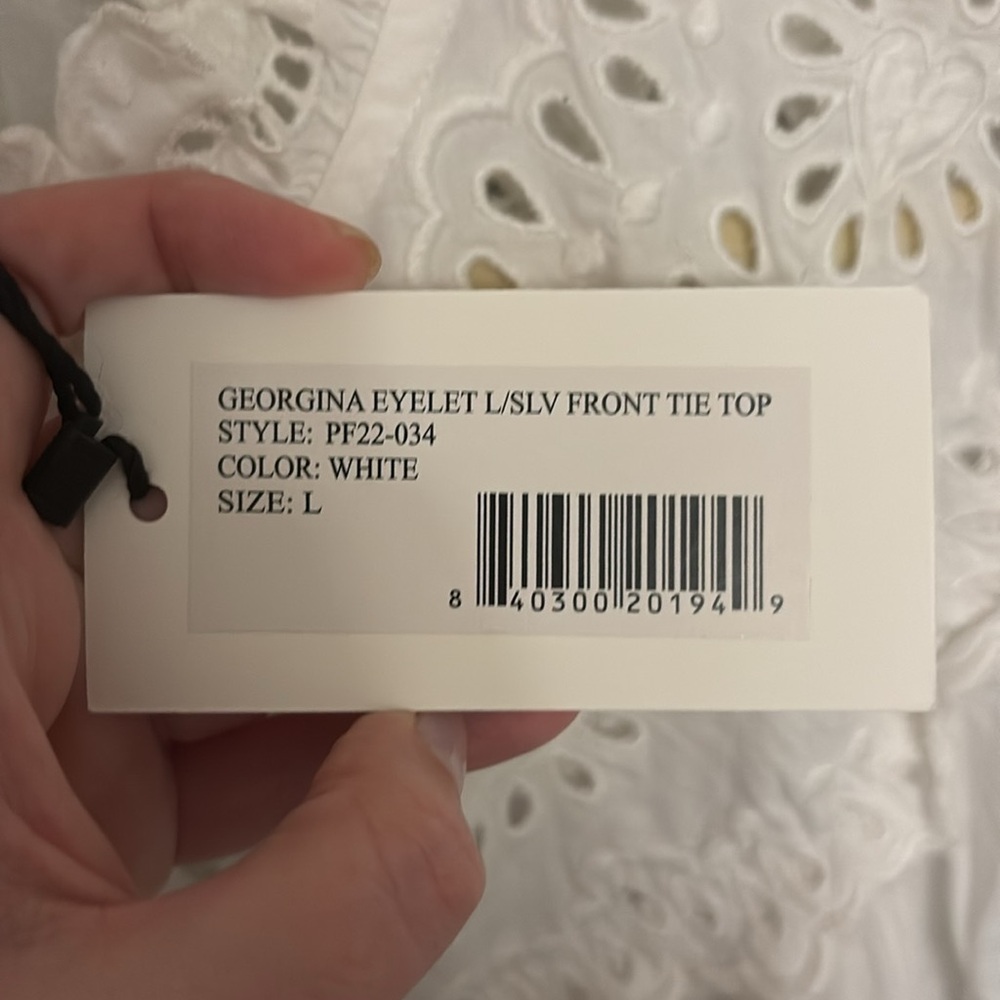 GEORGINA EYELET L/SLV FRONT TIE TOP
STYLE: PF22-034
COLOR: WHITE
SIZE: L
8 40300 20194 9